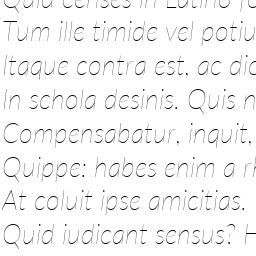 Quid censes in Latino fo
Tum ille timide vel potiu
Itaque contra est, ac dic
In schola desinis. Quis n
Compensabatur, inquit,
Quippe: habes enim a rh
At coluit ipse amicitias.
Quid iudicant sensus? H